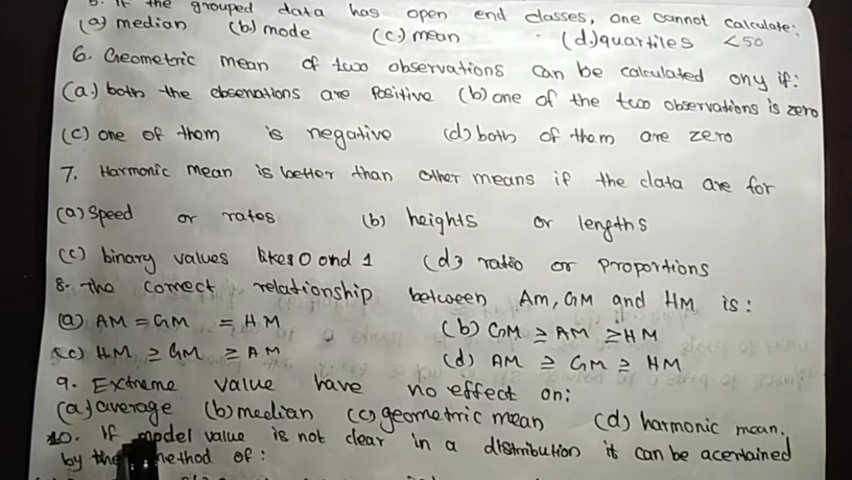 5. If the grouped data has open end classes, one cannot calculate:
(a) median (b) mode (c) mean (d) quartiles <50
6. Geometric mean of two observations can be calculated ony if:
(a) both the obsenations are Positive (b) one of the two observations is zero
(c) one of them is negative (d) both of them are zero
7. Harmonic mean is better than other means if the data are for
(a) Speed or rates (b) heights or lengths
(c) binary values likes 0 and 1 (d) ratio or Proportions
8. the correct relationship between Am, GM and HM is:
(a) AM = GM = HM (b) GM ≥ AM ≥ HM
(c) HM ≥ GM ≥ AM (d) AM ≥ GM ≥ HM
9. Extreme value have no effect on:
(a) average (b) median (c) geometric mean (d) harmonic mean.
10. If model value is not clear in a distribution it can be acertained
by the method of: